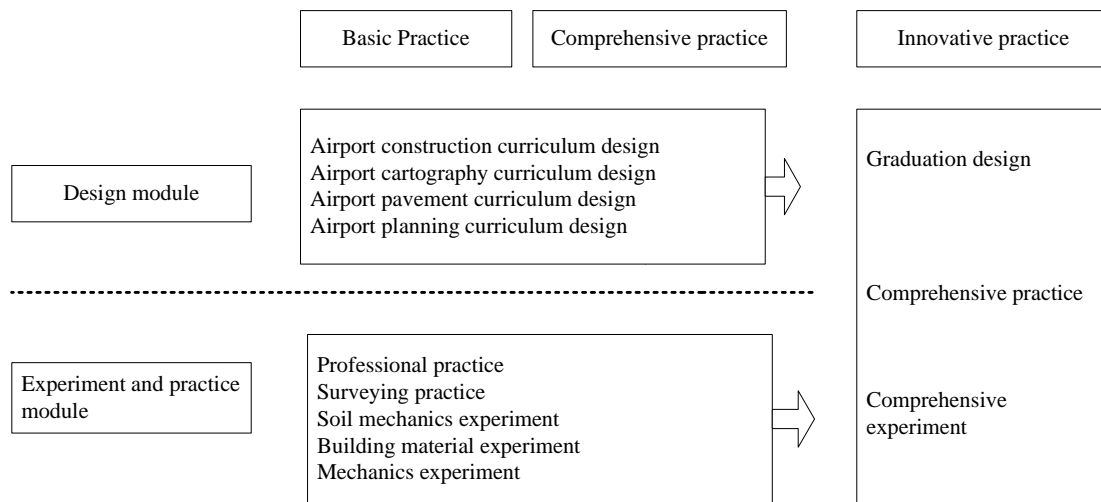 Basic Practice
Comprehensive practice
Innovative practice
Design module
Airport construction curriculum design
Airport cartography curriculum design
Airport pavement curriculum design
Airport planning curriculum design
Graduation design
Comprehensive practice
Experiment and practice
module
Professional practice
Surveying practice
Soil mechanics experiment
Building material experiment
Mechanics experiment
Comprehensive
experiment